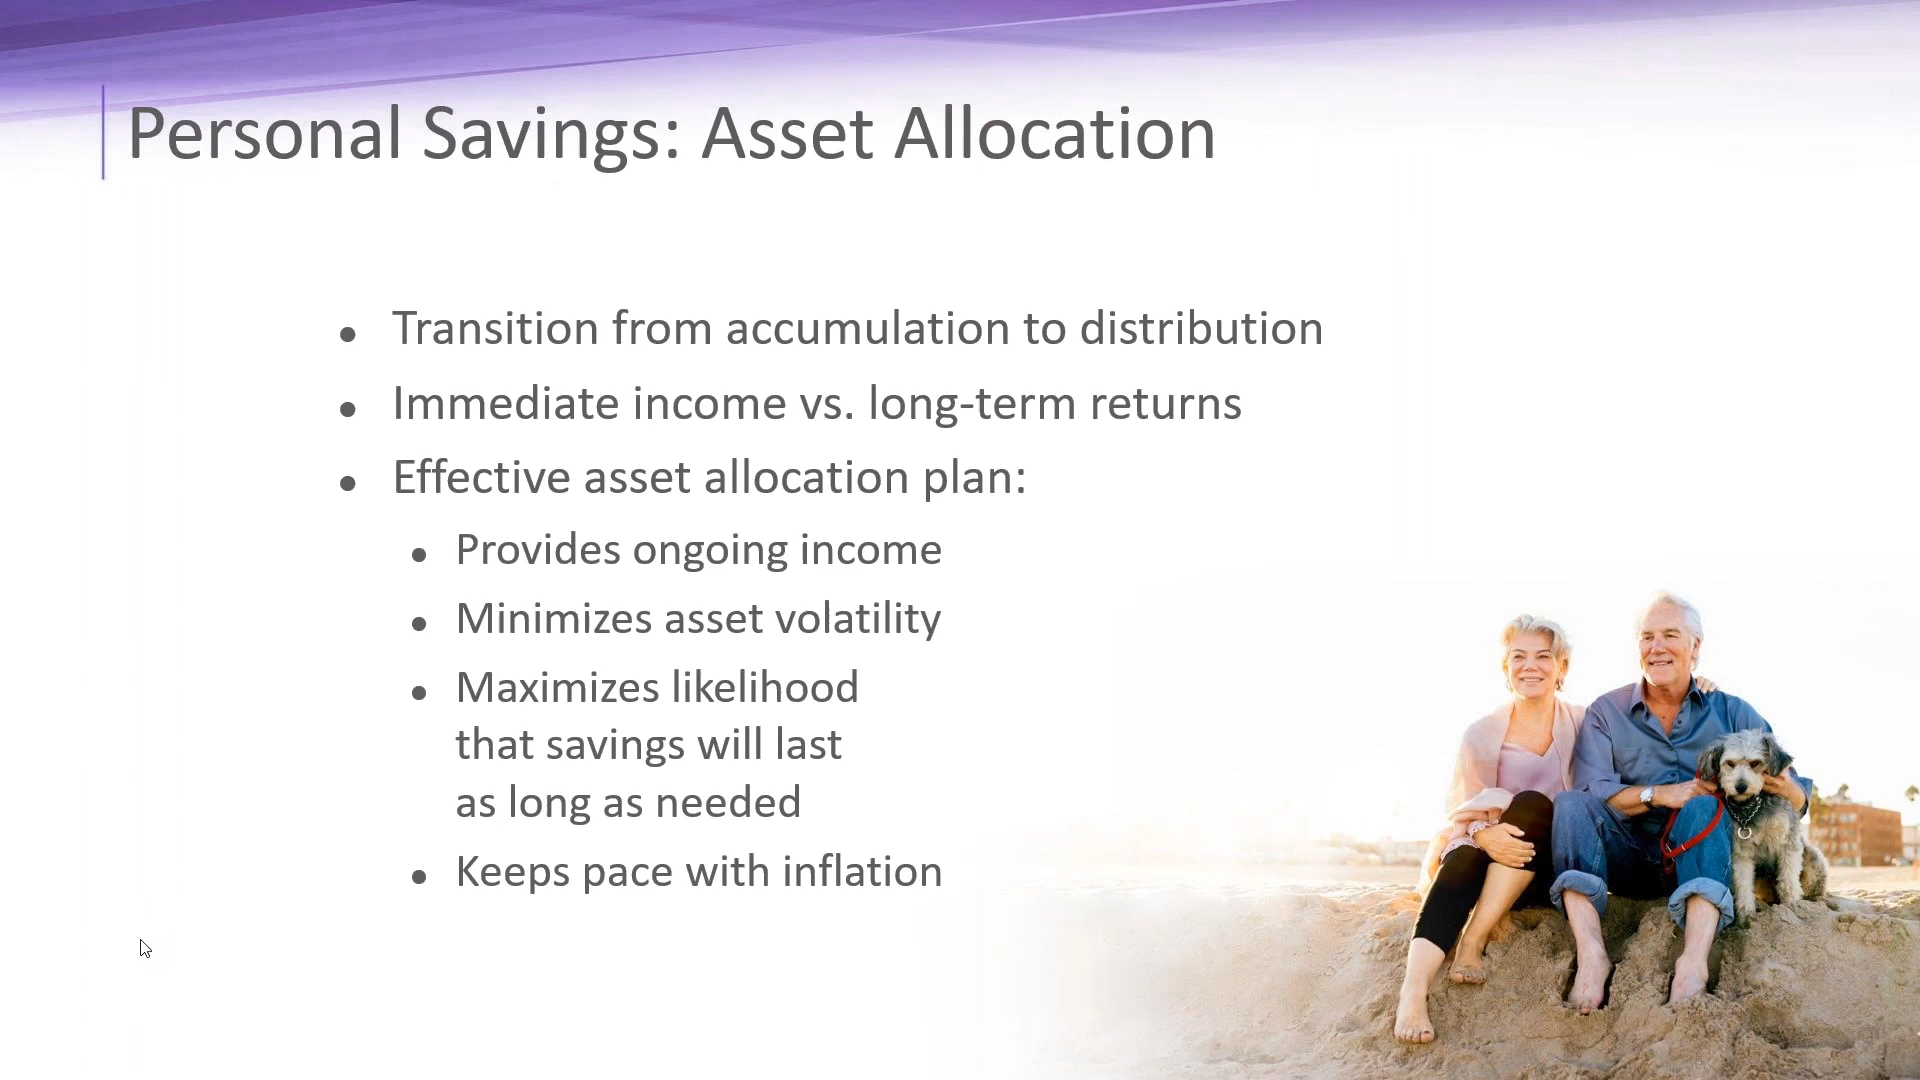 Personal Savings: Asset Allocation
• Transition from accumulation to distribution
• Immediate income vs. long-term returns
• Effective asset allocation plan:
• Provides ongoing income
• Minimizes asset volatility
• Maximizes likelihood
that savings will last
as long as needed
• Keeps pace with inflation